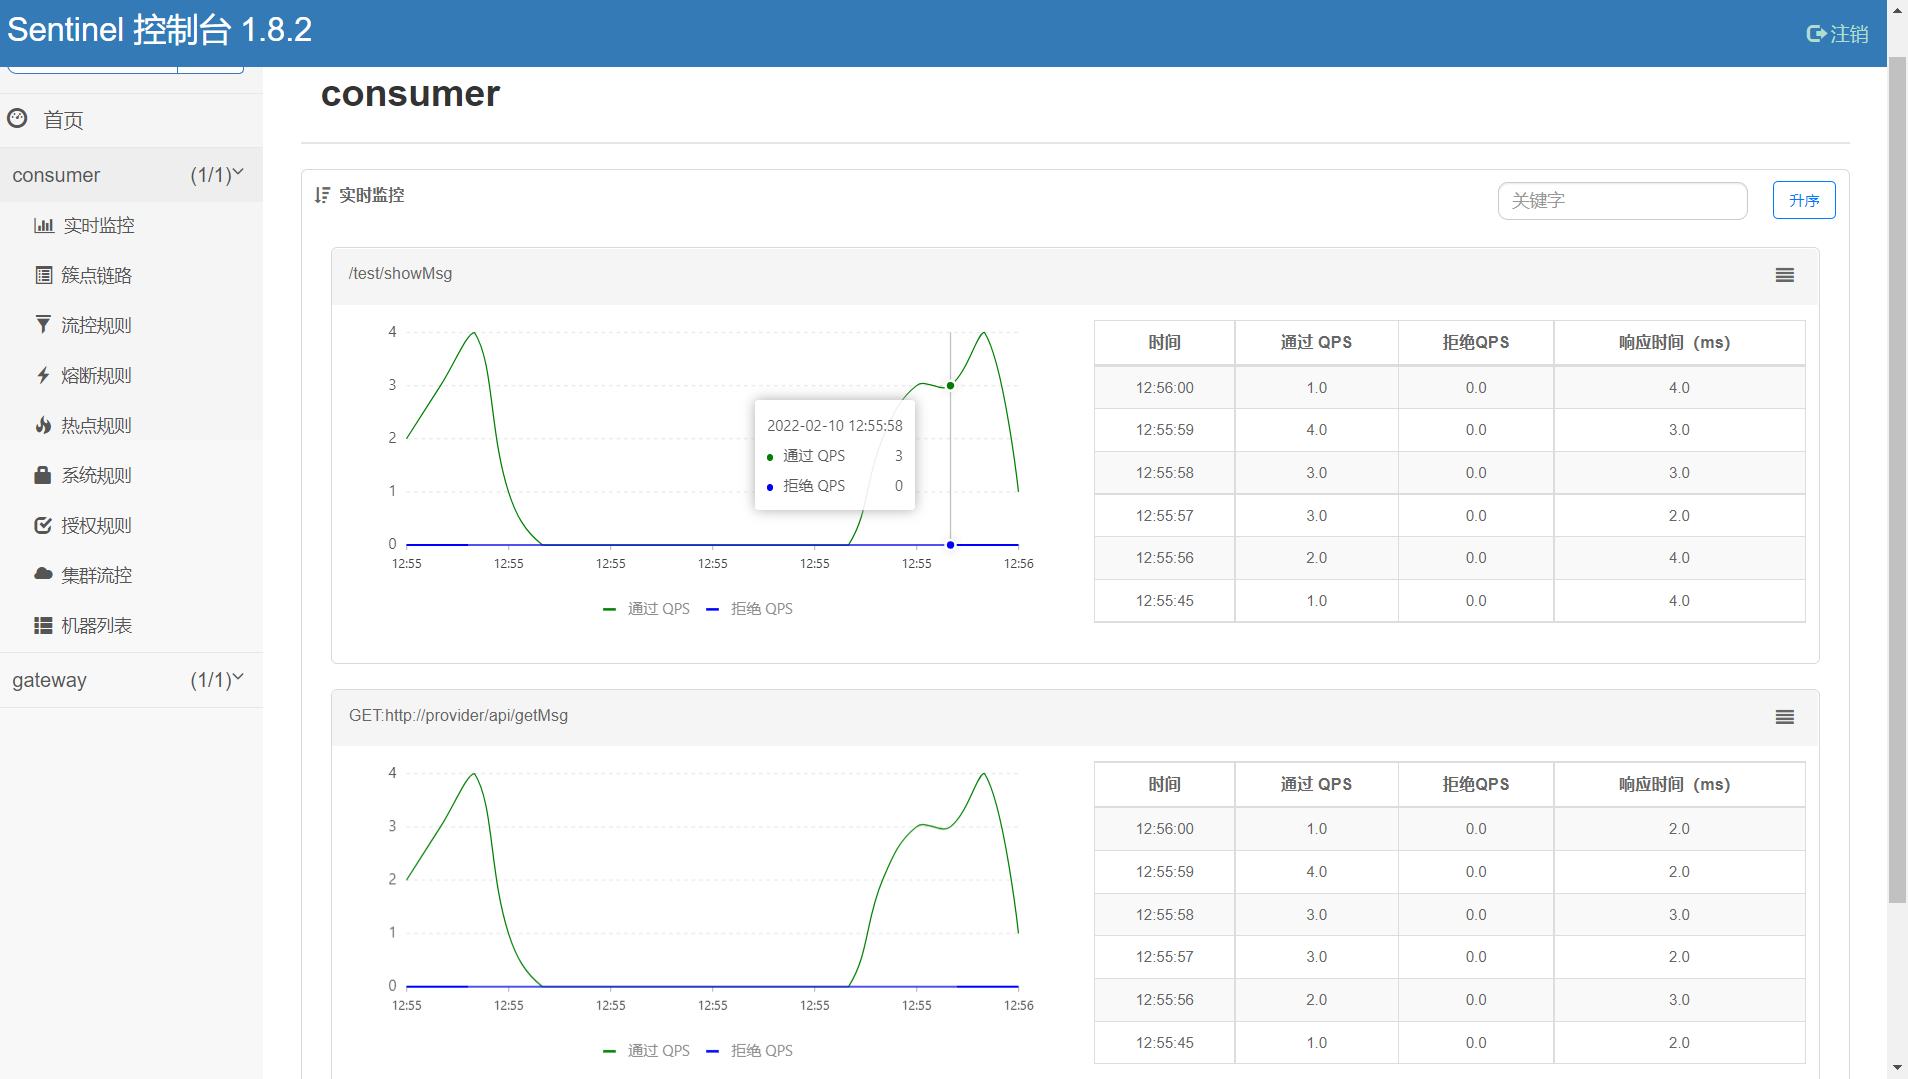 Sentinel 控制台 1.8.2
注销
首页
consumer (1/1)
实时监控
簇点链路
流控规则
熔断规则
热点规则
系统规则
授权规则
集群流控
机器列表
gateway (1/1)
consumer
实时监控
关键字
升序
/test/showMsg
4
3
2
1
0
12:55 12:55 12:55 12:55 12:55 12:55 12:56
2022-02-10 12:55:58
通过 QPS 3
拒绝 QPS 0
通过 QPS 拒绝 QPS
时间 通过 QPS 拒绝QPS 响应时间（ms）
12:56:00 1.0 0.0 4.0
12:55:59 4.0 0.0 3.0
12:55:58 3.0 0.0 3.0
12:55:57 3.0 0.0 2.0
12:55:56 2.0 0.0 4.0
12:55:45 1.0 0.0 4.0
GET:http://provider/api/getMsg
4
3
2
1
0
12:55 12:55 12:55 12:55 12:55 12:55 12:56
通过 QPS 拒绝 QPS
时间 通过 QPS 拒绝QPS 响应时间（ms）
12:56:00 1.0 0.0 2.0
12:55:59 4.0 0.0 2.0
12:55:58 3.0 0.0 3.0
12:55:57 3.0 0.0 2.0
12:55:56 2.0 0.0 3.0
12:55:45 1.0 0.0 2.0